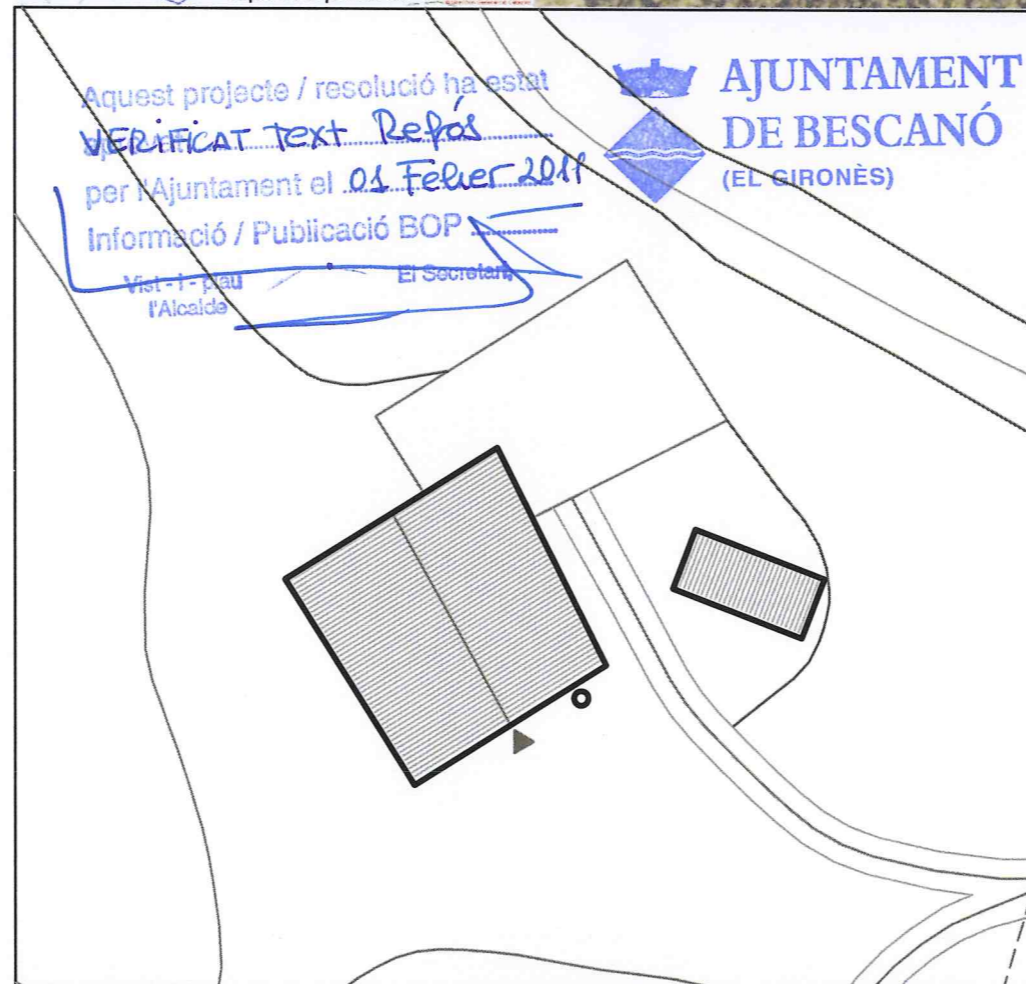 Aquest projecte / resolució ha estat
VERIFICAT TEXT Refós
per l'Ajuntament el 01 Febrer 2011
Informació / Publicació BOP
Vist-i-plau
El Secretari,
l'Alcalde
AJUNTAMENT
DE BESCANÓ
(EL GIRONÈS)